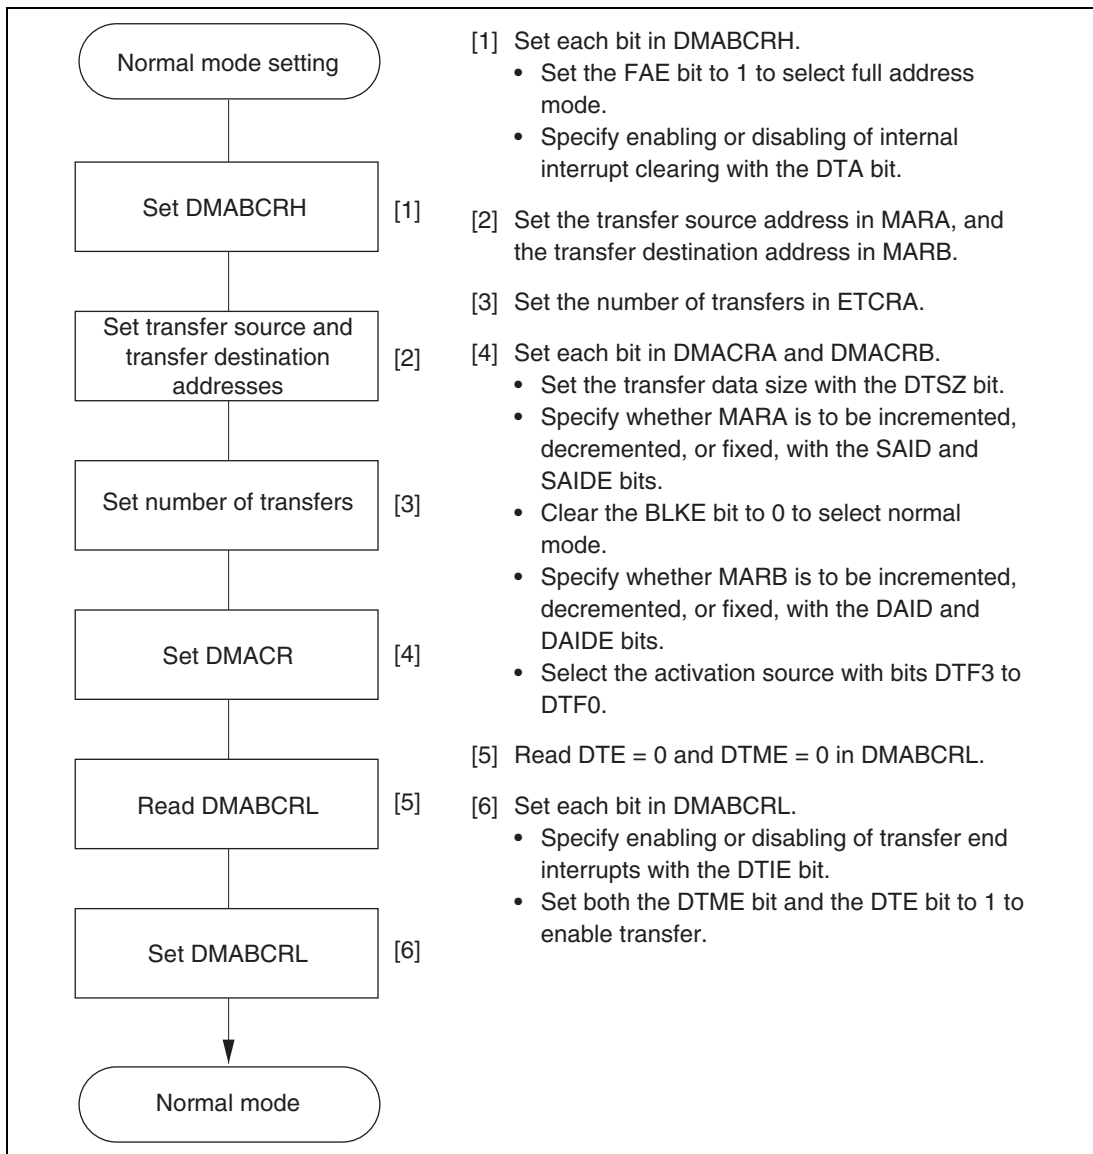 Normal mode setting
Set DMABCRH
[1]
Set transfer source and
transfer destination
addresses
[2]
Set number of transfers
[3]
Set DMACR
[4]
Read DMABCRL
[5]
Set DMABCRL
[6]
Normal mode
[1] Set each bit in DMABCRH.
• Set the FAE bit to 1 to select full address
mode.
• Specify enabling or disabling of internal
interrupt clearing with the DTA bit.
[2] Set the transfer source address in MARA, and
the transfer destination address in MARB.
[3] Set the number of transfers in ETCRA.
[4] Set each bit in DMACRA and DMACRB.
• Set the transfer data size with the DTSZ bit.
• Specify whether MARA is to be incremented,
decremented, or fixed, with the SAID and
SAIDE bits.
• Clear the BLKE bit to 0 to select normal
mode.
• Specify whether MARB is to be incremented,
decremented, or fixed, with the DAID and
DAIDE bits.
• Select the activation source with bits DTF3 to
DTF0.
[5] Read DTE = 0 and DTME = 0 in DMABCRL.
[6] Set each bit in DMABCRL.
• Specify enabling or disabling of transfer end
interrupts with the DTIE bit.
• Set both the DTME bit and the DTE bit to 1 to
enable transfer.